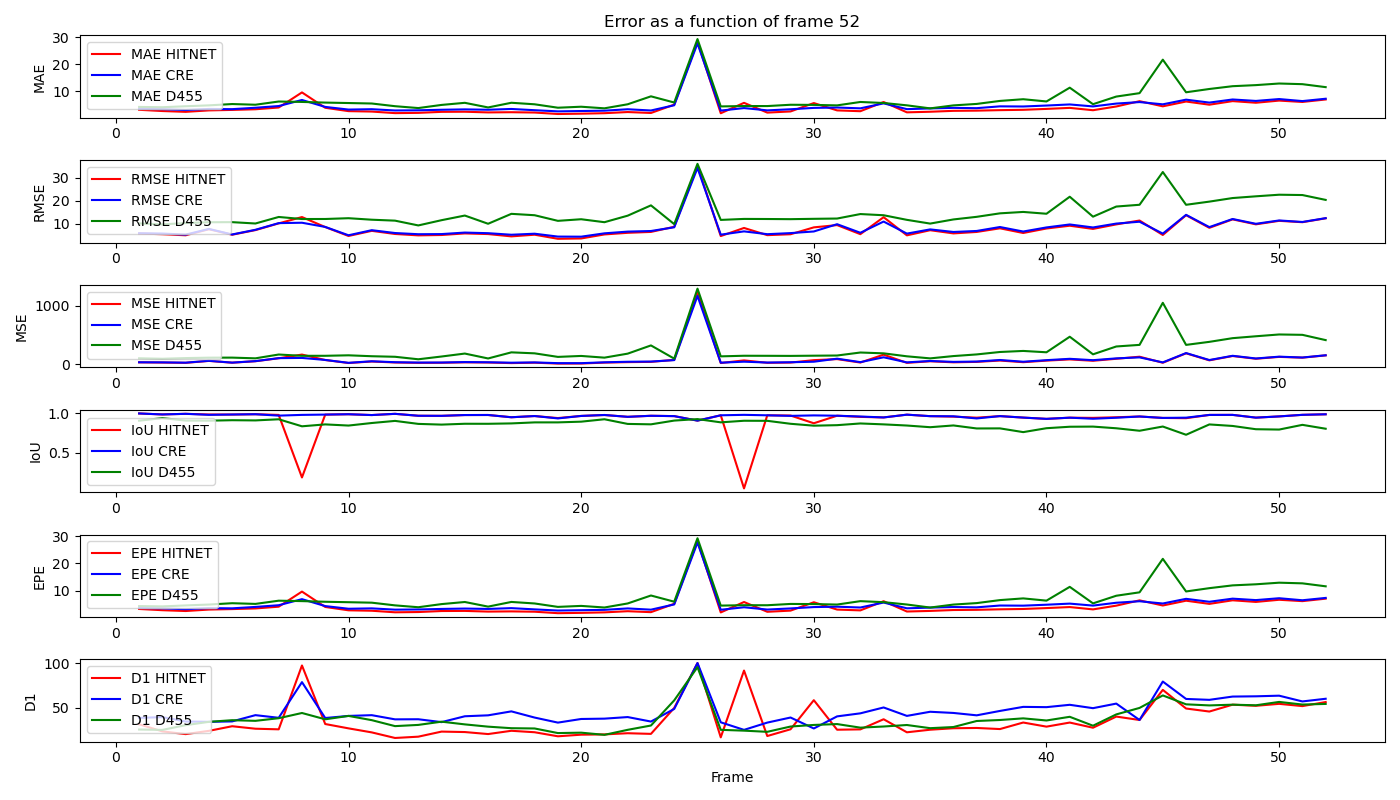 Error as a function of frame 52
MAE
30
20
10
MAE HITNET
MAE CRE
MAE D455
0 10 20 30 40 50
RMSE
30
20
10
RMSE HITNET
RMSE CRE
RMSE D455
0 10 20 30 40 50
MSE
1000
0
MSE HITNET
MSE CRE
MSE D455
0 10 20 30 40 50
IoU
1.0
0.5
IoU HITNET
IoU CRE
IoU D455
0 10 20 30 40 50
EPE
30
20
10
EPE HITNET
EPE CRE
EPE D455
0 10 20 30 40 50
D1
100
50
D1 HITNET
D1 CRE
D1 D455
0 10 20 30 40 50
Frame